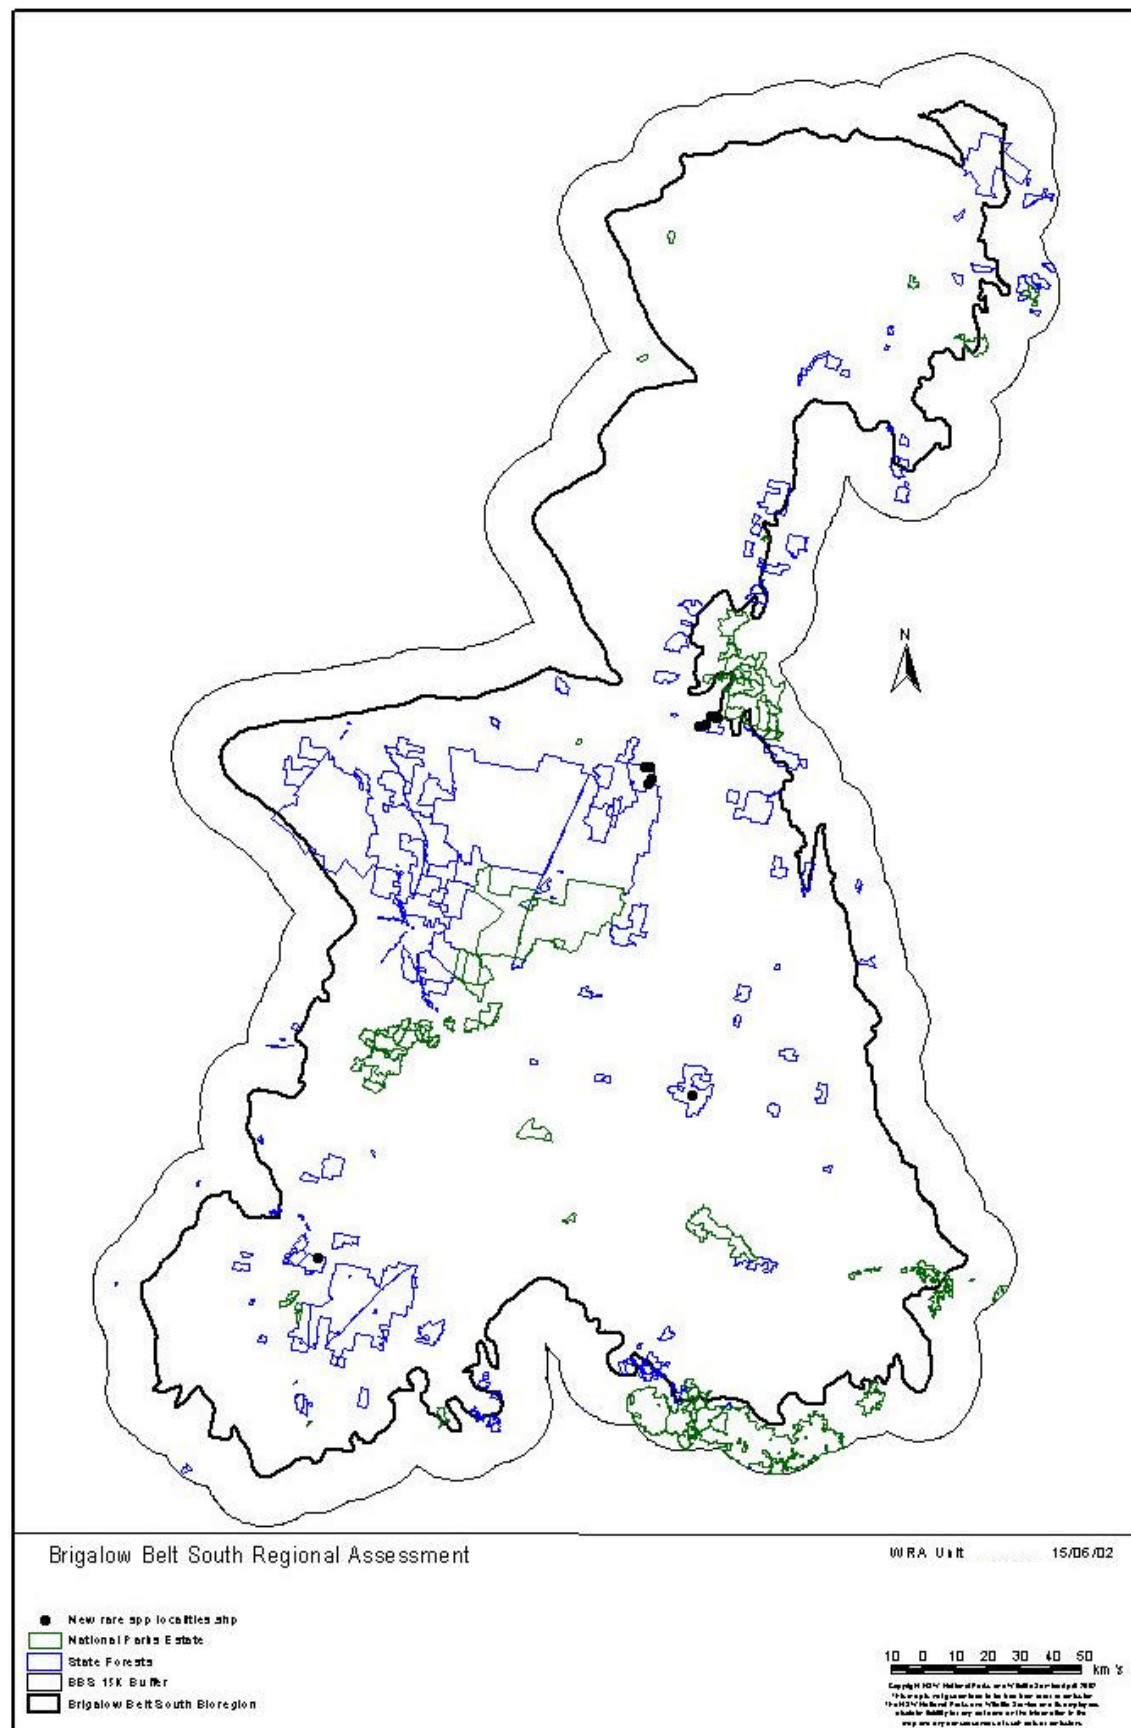 N
Brigalow Belt South Regional Assessment
WRA Unit 15/06/02
New rare spp localities.shp
National Parks Estate
State Forests
BBS 15K Buffer
Brigalow Belt South Bioregion
10 0 10 20 30 40 50 km's